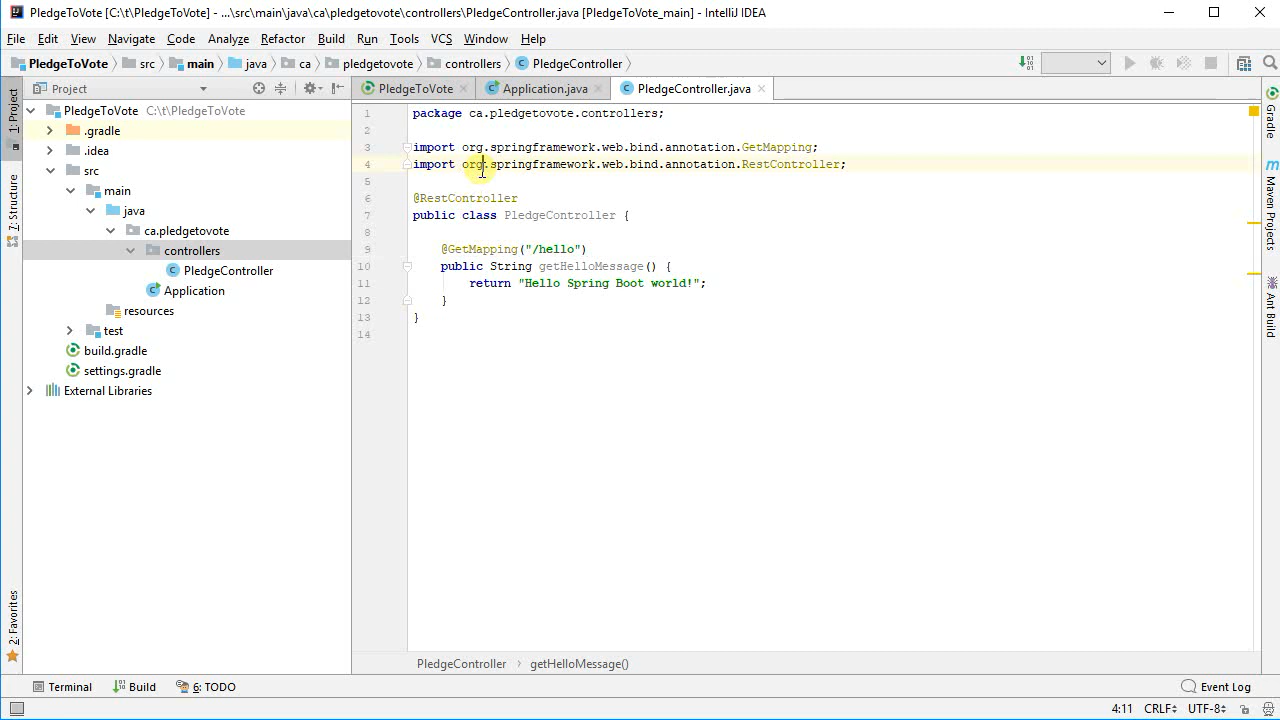 PledgeToVote [C:\t\PledgeToVote] - ...\src\main\java\ca\pledgetovote\controllers\PledgeController.java [PledgeToVote_main] - IntelliJ IDEA
File Edit View Navigate Code Analyze Refactor Build Run Tools VCS Window Help
PledgeToVote src main java ca pledgetovote controllers PledgeController
Project
PledgeToVote Application.java PledgeController.java
PledgeToVote C:\t\PledgeToVote
.gradle
.idea
src
main
java
ca.pledgetovote
controllers
PledgeController
Application
resources
test
build.gradle
settings.gradle
External Libraries
1: Project
7: Structure
2: Favorites
1 package ca.pledgetovote.controllers;
2
3 import org.springframework.web.bind.annotation.GetMapping;
4 import org.springframework.web.bind.annotation.RestController;
5
6 @RestController
7 public class PledgeController {
8
9 @GetMapping("/hello")
10 public String getHelloMessage() {
11 return "Hello Spring Boot world!";
12 }
13 }
14
Gradle
Maven Projects
Ant Build
PledgeController getHelloMessage()
Terminal Build 6: TODO Event Log
4:11 CRLF UTF-8